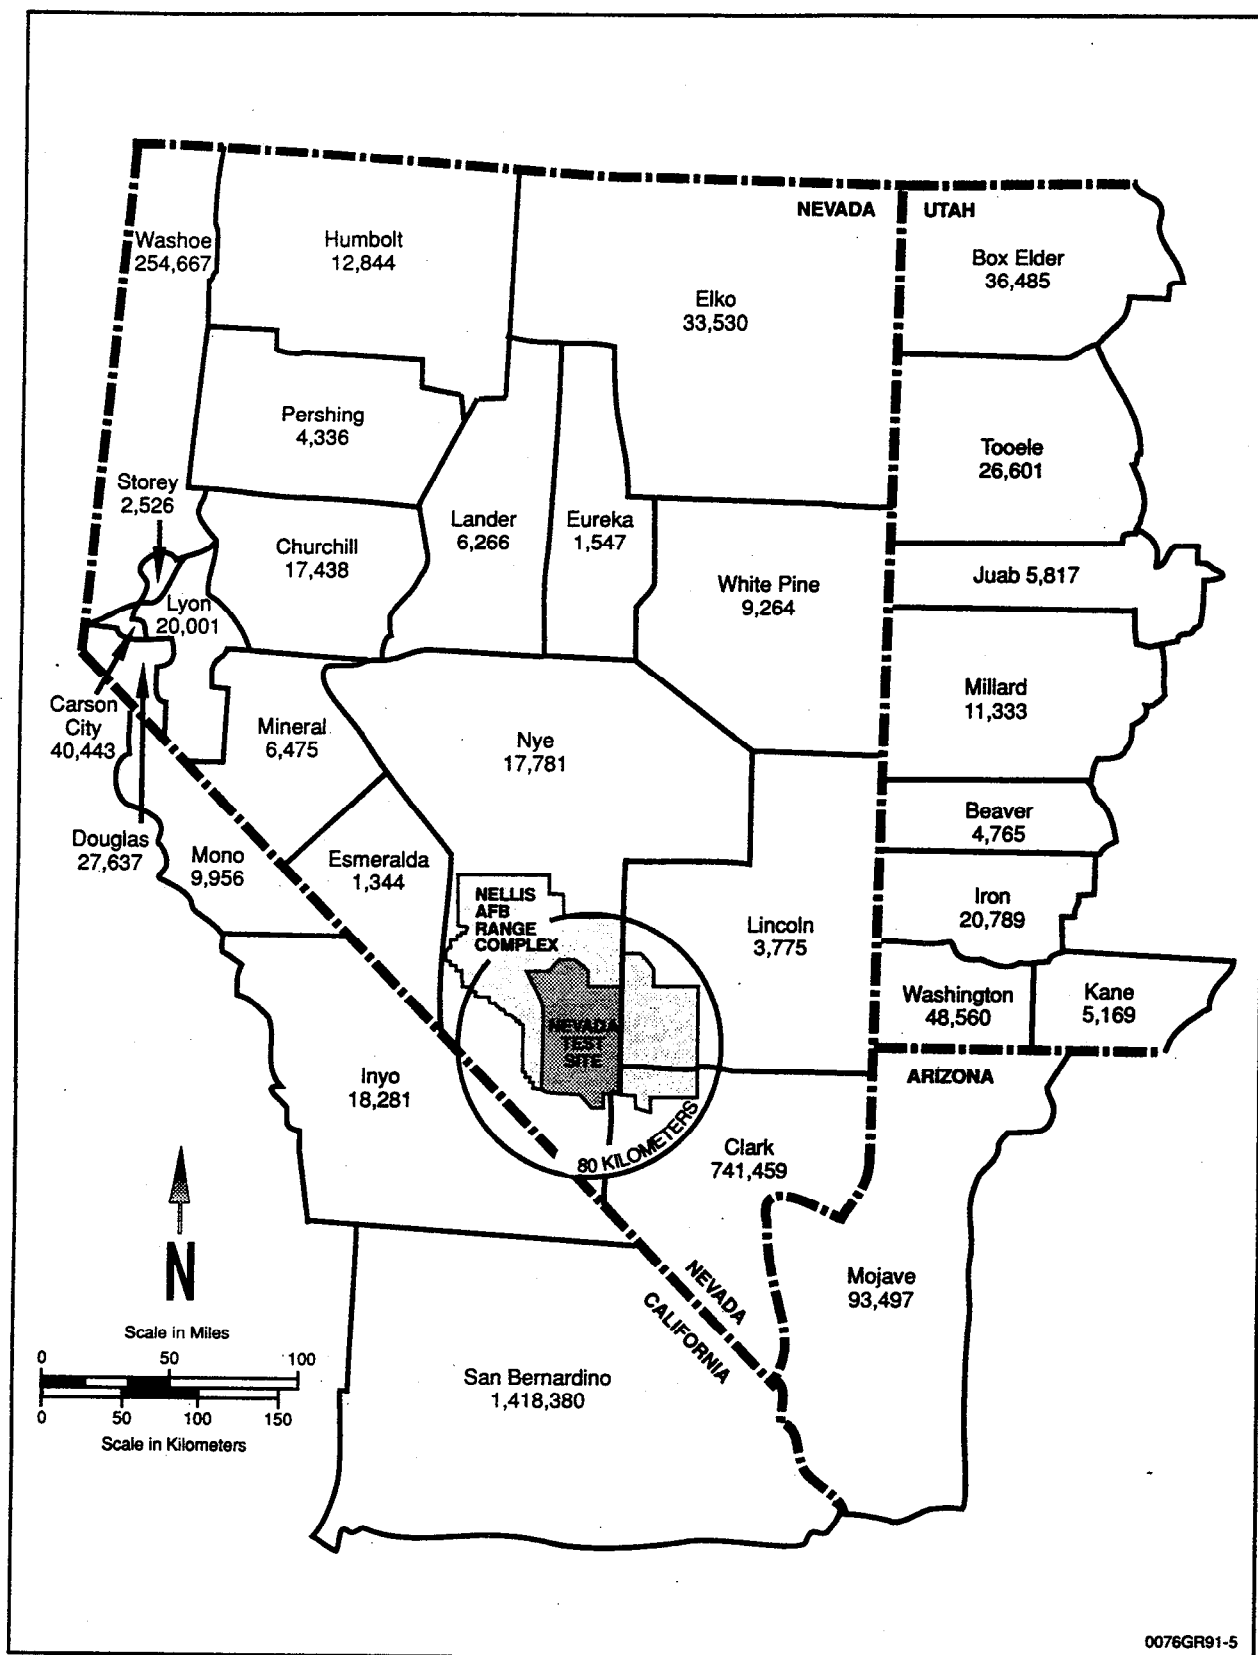 NEVADA
UTAH
Washoe
254,667
Humbolt
12,844
Elko
33,530
Box Elder
36,485
Pershing
4,336
Tooele
26,601
Storey
2,526
Lander
6,266
Eureka
1,547
Churchill
17,438
White Pine
9,264
Juab 5,817
Lyon
20,001
Carson
City
40,443
Mineral
6,475
Nye
17,781
Millard
11,333
Douglas
27,637
Mono
9,956
Esmeralda
1,344
Beaver
4,765
NELLIS
AFB
RANGE
COMPLEX
Lincoln
3,775
Iron
20,789
Washington
48,560
Kane
5,169
NEVADA
TEST
SITE
ARIZONA
Inyo
18,281
80 KILOMETERS
Clark
741,459
N
NEVADA
CALIFORNIA
Mojave
93,497
San Bernardino
1,418,380
Scale in Miles
0 50 100
0 50 100 150
Scale in Kilometers
0076GR91-5